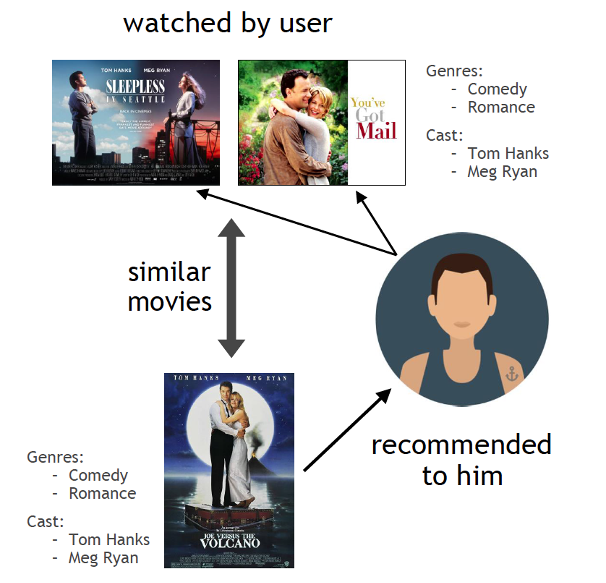 watched by user
TOM HANKS MEG RYAN
SLEEPLESS
IN SEATTLE
You've
Got
Mail
Genres:
- Comedy
- Romance
Cast:
- Tom Hanks
- Meg Ryan
similar
movies
TOM HANKS MEG RYAN
JOE VERSUS THE
VOLCANO
Genres:
- Comedy
- Romance
Cast:
- Tom Hanks
- Meg Ryan
recommended
to him